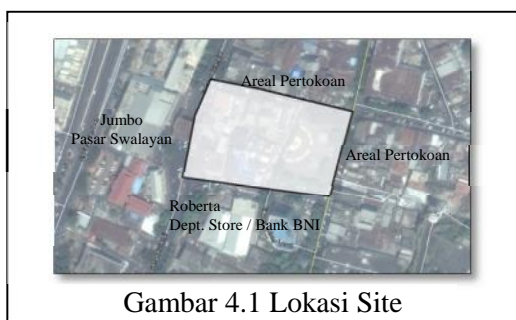 Areal Pertokoan
Jumbo
Pasar Swalayan
Areal Pertokoan
Roberta
Dept. Store / Bank BNI
Gambar 4.1 Lokasi Site